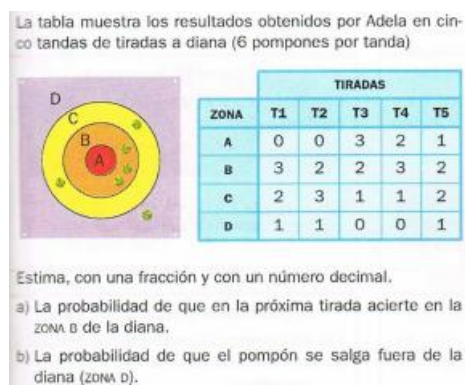 La tabla muestra los resultados obtenidos por Adela en cin-
co tandas de tiradas a diana (6 pompones por tanda)
D
C
B
A
TIRADAS
ZONA T1 T2 T3 T4 T5
A 0 0 3 2 1
B 3 2 2 3 2
C 2 3 1 1 2
D 1 1 0 0 1
Estima, con una fracción y con un número decimal.
a) La probabilidad de que en la próxima tirada acierte en la
ZONA B de la diana.
b) La probabilidad de que el pompón se salga fuera de la
diana (ZONA D).